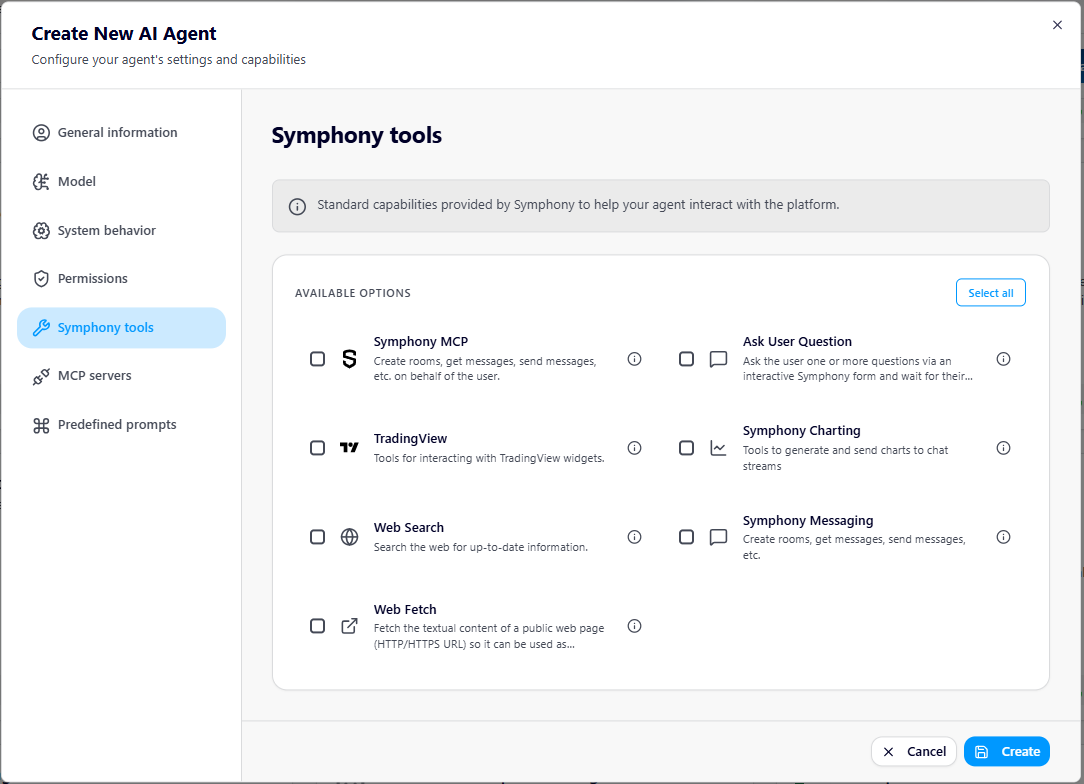 Create New AI Agent
Configure your agent's settings and capabilities
General information
Model
System behavior
Permissions
Symphony tools
MCP servers
Predefined prompts
Symphony tools
Standard capabilities provided by Symphony to help your agent interact with the platform.
AVAILABLE OPTIONS
Select all
Symphony MCP
Create rooms, get messages, send messages,
etc. on behalf of the user.
Ask User Question
Ask the user one or more questions via an
interactive Symphony form and wait for their...
TradingView
Tools for interacting with TradingView widgets.
Symphony Charting
Tools to generate and send charts to chat
streams
Web Search
Search the web for up-to-date information.
Symphony Messaging
Create rooms, get messages, send messages,
etc.
Web Fetch
Fetch the textual content of a public web page
(HTTP/HTTPS URL) so it can be used as...
Cancel
Create